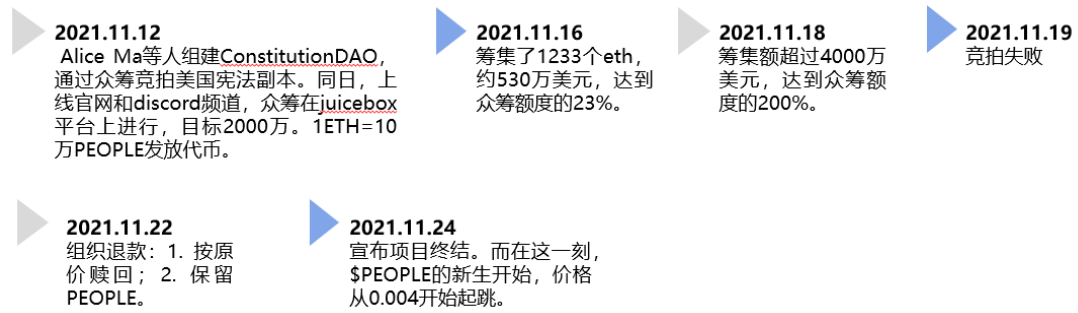 2021.11.12
Alice Ma等人组建ConstitutionDAO，
通过众筹竞拍美国宪法副本。同日，上
线官网和discord频道，众筹在juicebox
平台上进行，目标2000万。1ETH=10
万PEOPLE发放代币。
2021.11.16
筹集了1233个eth，
约530万美元，达到
众筹额度的23%。
2021.11.18
筹集额超过4000万
美元，达到众筹额
度的200%。
2021.11.19
竞拍失败
2021.11.22
组织退款：1. 按原
价赎回；2. 保留
PEOPLE。
2021.11.24
宣布项目终结。而在这一刻，
$PEOPLE的新生开始，价格
从0.004开始起跳。